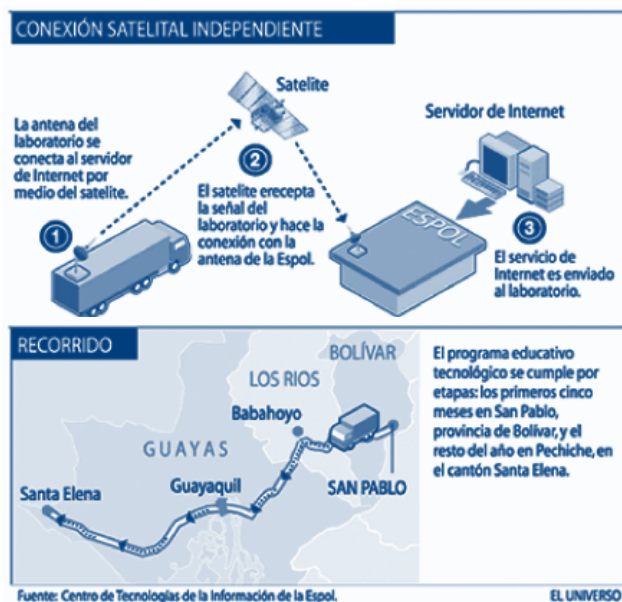 CONEXIÓN SATELITAL INDEPENDIENTE
La antena del
laboratorio se
conecta al servidor
de Internet por
medio del satelite.
1
Satelite
2
El satelite erecepta
la señal del
laboratorio y hace la
conexión con la
antena de la Espol.
Servidor de Internet
ESPOL
3
El servicio de
Internet es enviado
al laboratorio.
RECORRIDO
BOLÍVAR
LOS RIOS
Babahoyo
GUAYAS
Guayaquil
SAN PABLO
Santa Elena
El programa educativo
tecnológico se cumple por
etapas: los primeros cinco
meses en San Pablo,
provincia de Bolívar, y el
resto del año en Pechiche, en
el cantón Santa Elena.
Fuente: Centro de Tecnologías de la Información de la Espol.
EL UNIVERSO